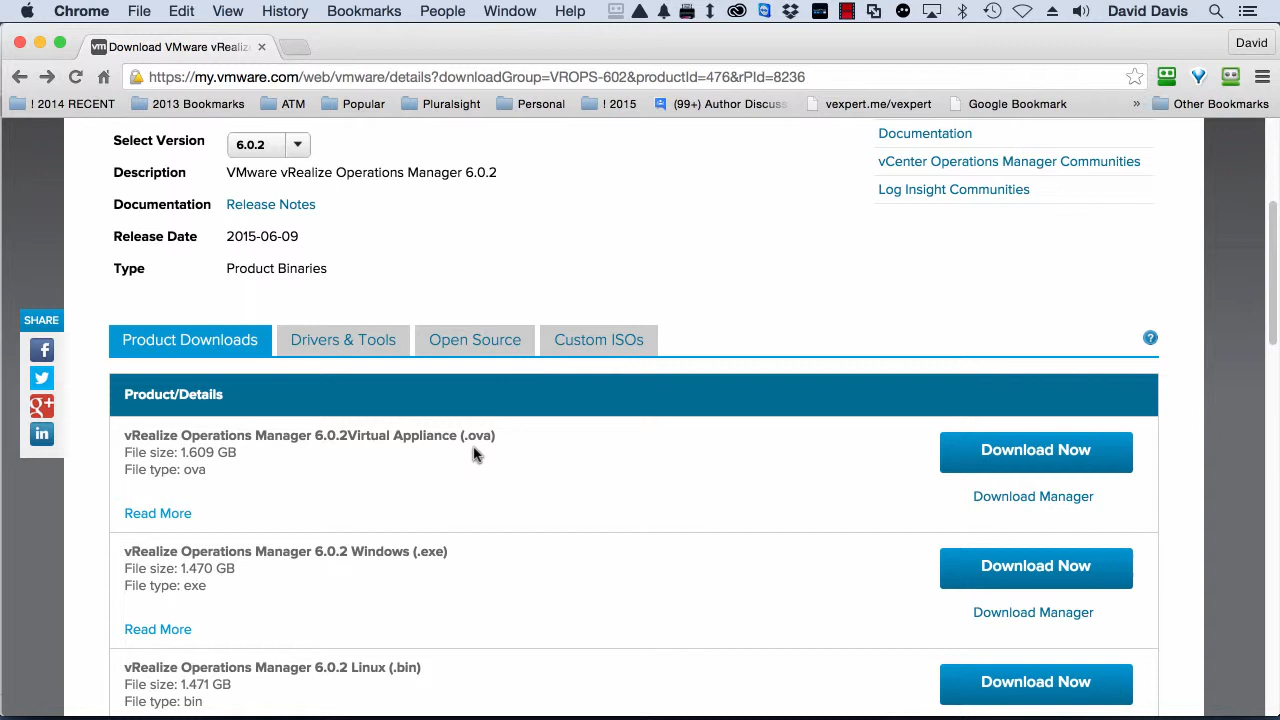 Chrome File Edit View History Bookmarks People Window Help David Davis
vm Download VMware vRealiz David
https://my.vmware.com/web/vmware/details?downloadGroup=VROPS-602&productId=476&rPId=8236
! 2014 RECENT 2013 Bookmarks ATM Popular Pluralsight Personal ! 2015 (99+) Author Discuss vexpert.me/vexpert Google Bookmark » Other Bookmarks
Select Version 6.0.2
Description VMware vRealize Operations Manager 6.0.2
Documentation Release Notes
Release Date 2015-06-09
Type Product Binaries
Documentation
vCenter Operations Manager Communities
Log Insight Communities
SHARE
f
g+
in
Product Downloads Drivers & Tools Open Source Custom ISOs ?
Product/Details
vRealize Operations Manager 6.0.2Virtual Appliance (.ova)
File size: 1.609 GB
File type: ova
Read More
Download Now
Download Manager
vRealize Operations Manager 6.0.2 Windows (.exe)
File size: 1.470 GB
File type: exe
Read More
Download Now
Download Manager
vRealize Operations Manager 6.0.2 Linux (.bin)
File size: 1.471 GB
File type: bin
Download Now